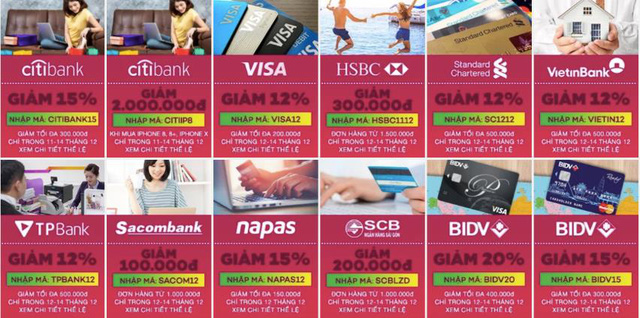 citibank
GIẢM 15%
NHẬP MÃ: CITIBANK15
GIẢM TỐI ĐA 300.000đ
CHỈ TRONG 11-14 THÁNG 12
XEM CHI TIẾT THỂ LỆ
citibank
GIẢM
2.000.000đ
NHẬP MÃ: CITIIP8
KHI MUA IPHONE 8, 8+, IPHONE X
CHỈ TRONG 11-14 THÁNG 12
XEM CHI TIẾT THỂ LỆ
VISA
GIẢM 12%
NHẬP MÃ: VISA12
GIẢM TỐI ĐA 200.000đ
CHỈ TRONG 12-14 THÁNG 12
XEM CHI TIẾT THỂ LỆ
HSBC
GIẢM
300.000đ
NHẬP MÃ: HSBC1112
ĐƠN HÀNG TỪ 1.500.000đ
CHỈ TRONG 12-14 THÁNG 12
XEM CHI TIẾT THỂ LỆ
Standard Chartered
Standard
Chartered
GIẢM 12%
NHẬP MÃ: SC1212
GIẢM TỐI ĐA 600.000đ
CHỈ TRONG 12-14 THÁNG 12
XEM CHI TIẾT THỂ LỆ
VietinBank
GIẢM 12%
NHẬP MÃ: VIETIN12
GIẢM TỐI ĐA 500.000đ
CHỈ TRONG 12-14 THÁNG 12
XEM CHI TIẾT THỂ LỆ
TPBank
GIẢM 12%
NHẬP MÃ: TPBANK12
GIẢM TỐI ĐA 500.000đ
CHỈ TRONG 12-14 THÁNG 12
XEM CHI TIẾT THỂ LỆ
Sacombank
GIẢM
100.000đ
NHẬP MÃ: SACOM12
ĐƠN HÀNG TỪ 1.000.000đ
CHỈ TRONG 12-14 THÁNG 12
XEM CHI TIẾT THỂ LỆ
napas
GIẢM 15%
NHẬP MÃ: NAPAS12
GIẢM TỐI ĐA 150.000đ
CHỈ TRONG 12-14 THÁNG 12
XEM CHI TIẾT THỂ LỆ
SCB
NGÂN HÀNG SÀI GÒN
GIẢM
200.000đ
NHẬP MÃ: SCBLZD
ĐƠN HÀNG TỪ 1.000.000đ
CHỈ TRONG 12-14 THÁNG 12
XEM CHI TIẾT THỂ LỆ
BIDV
VISA
BIDV
GIẢM 20%
NHẬP MÃ: BIDV20
GIẢM TỐI ĐA 400.000đ
CHỈ TRONG 12-14 THÁNG 12
XEM CHI TIẾT THỂ LỆ
BIDV
BIDV
GIẢM 15%
NHẬP MÃ: BIDV15
GIẢM TỐI ĐA 300.000đ
CHỈ TRONG 12-14 THÁNG 12
XEM CHI TIẾT THỂ LỆ